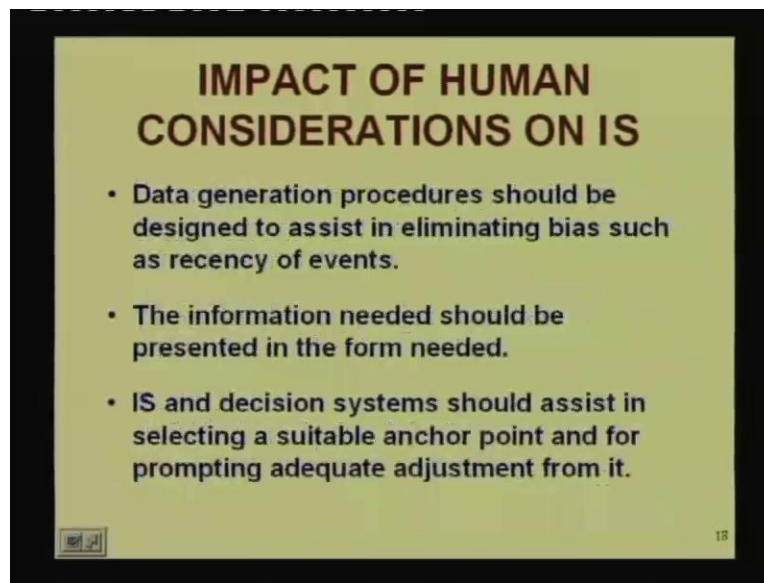 IMPACT OF HUMAN
CONSIDERATIONS ON IS
• Data generation procedures should be
designed to assist in eliminating bias such
as recency of events.
• The information needed should be
presented in the form needed.
• IS and decision systems should assist in
selecting a suitable anchor point and for
prompting adequate adjustment from it.
18